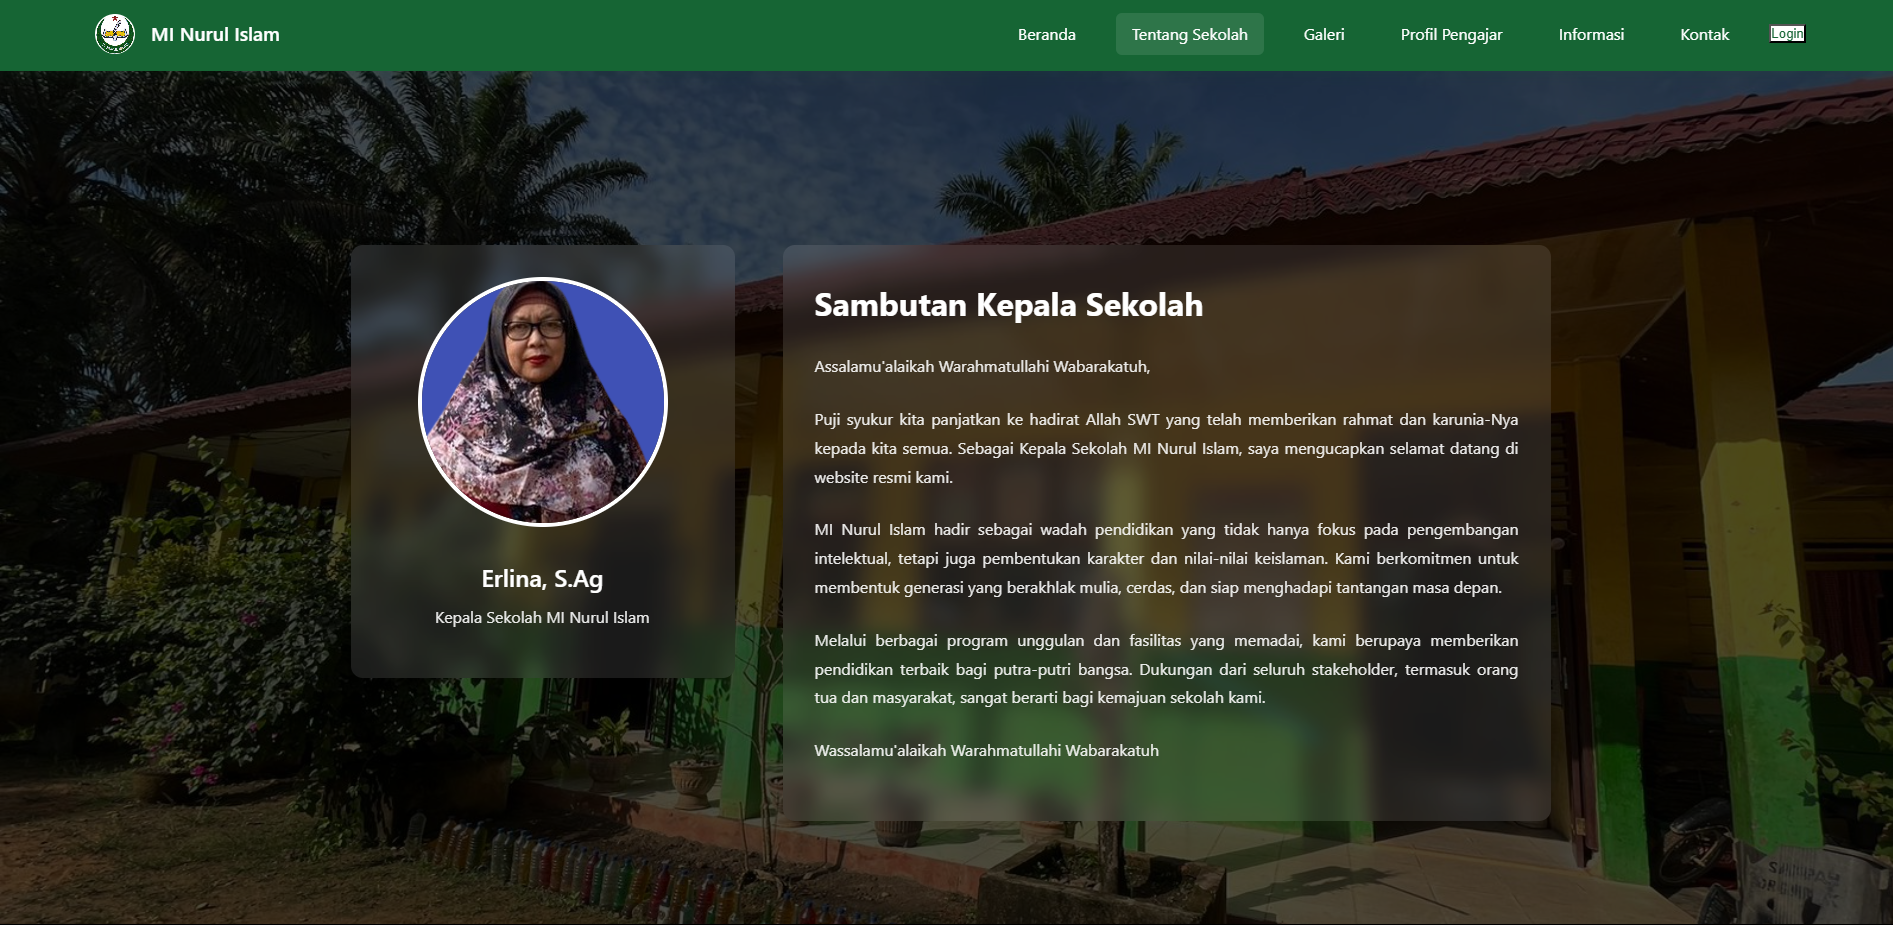 MI Nurul Islam
Beranda
Tentang Sekolah
Galeri
Profil Pengajar
Informasi
Kontak
Login
Erlina, S.Ag
Kepala Sekolah MI Nurul Islam
Sambutan Kepala Sekolah
Assalamu'alaikah Warahmatullahi Wabarakatuh,
Puji syukur kita panjatkan ke hadirat Allah SWT yang telah memberikan rahmat dan karunia-Nya
kepada kita semua. Sebagai Kepala Sekolah MI Nurul Islam, saya mengucapkan selamat datang di
website resmi kami.
MI Nurul Islam hadir sebagai wadah pendidikan yang tidak hanya fokus pada pengembangan
intelektual, tetapi juga pembentukan karakter dan nilai-nilai keislaman. Kami berkomitmen untuk
membentuk generasi yang berakhlak mulia, cerdas, dan siap menghadapi tantangan masa depan.
Melalui berbagai program unggulan dan fasilitas yang memadai, kami berupaya memberikan
pendidikan terbaik bagi putra-putri bangsa. Dukungan dari seluruh stakeholder, termasuk orang
tua dan masyarakat, sangat berarti bagi kemajuan sekolah kami.
Wassalamu'alaikah Warahmatullahi Wabarakatuh